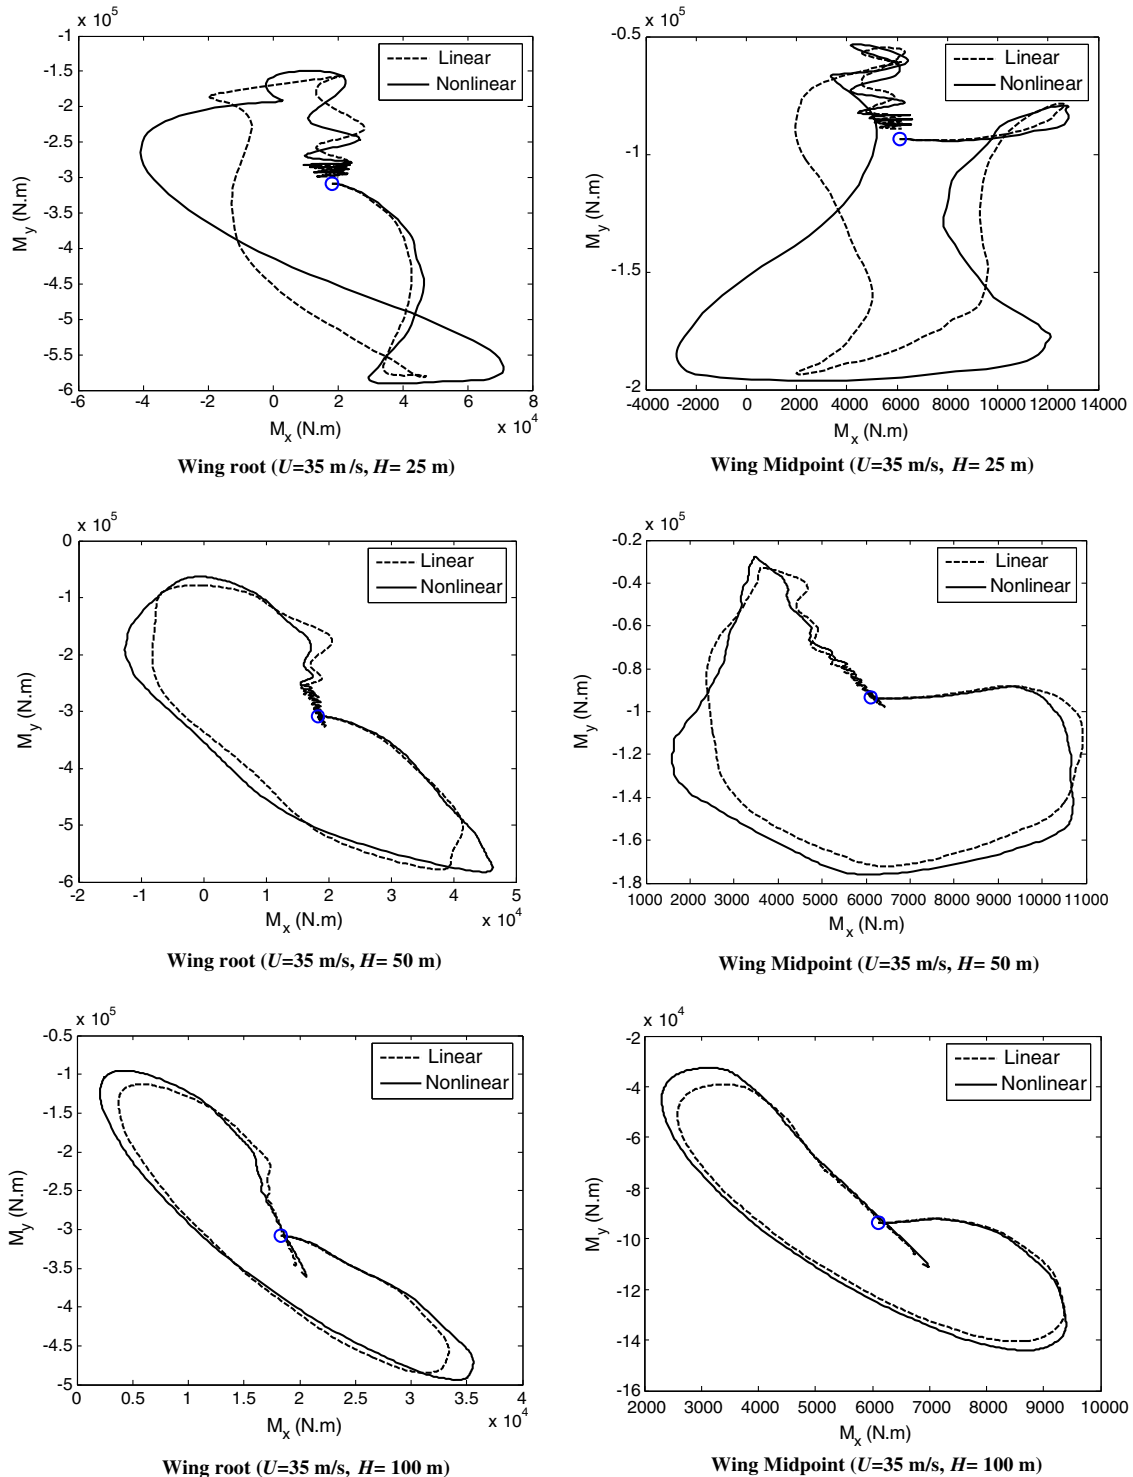 x 10^5
-1
-1.5
-2
-2.5
-3
-3.5
-4
-4.5
-5
-5.5
-6
M_y (N.m)
Linear
Nonlinear
-6 -4 -2 0 2 4 6 8
x 10^4
M_x (N.m)
Wing root (U=35 m/s, H= 25 m)
x 10^5
-0.5
-1
-1.5
-2
M_y (N.m)
Linear
Nonlinear
-4000 -2000 0 2000 4000 6000 8000 10000 12000 14000
M_x (N.m)
Wing Midpoint (U=35 m/s, H= 25 m)
x 10^5
0
-1
-2
-3
-4
-5
-6
M_y (N.m)
Linear
Nonlinear
-2 -1 0 1 2 3 4 5
x 10^4
M_x (N.m)
Wing root (U=35 m/s, H= 50 m)
x 10^5
-0.2
-0.4
-0.6
-0.8
-1
-1.2
-1.4
-1.6
-1.8
M_y (N.m)
Linear
Nonlinear
1000 2000 3000 4000 5000 6000 7000 8000 9000 10000 11000
M_x (N.m)
Wing Midpoint (U=35 m/s, H= 50 m)
x 10^5
-0.5
-1
-1.5
-2
-2.5
-3
-3.5
-4
-4.5
-5
M_y (N.m)
Linear
Nonlinear
0 0.5 1 1.5 2 2.5 3 3.5 4
x 10^4
M_x (N.m)
Wing root (U=35 m/s, H= 100 m)
x 10^4
-2
-4
-6
-8
-10
-12
-14
-16
M_y (N.m)
Linear
Nonlinear
2000 3000 4000 5000 6000 7000 8000 9000 10000
M_x (N.m)
Wing Midpoint (U=35 m/s, H= 100 m)